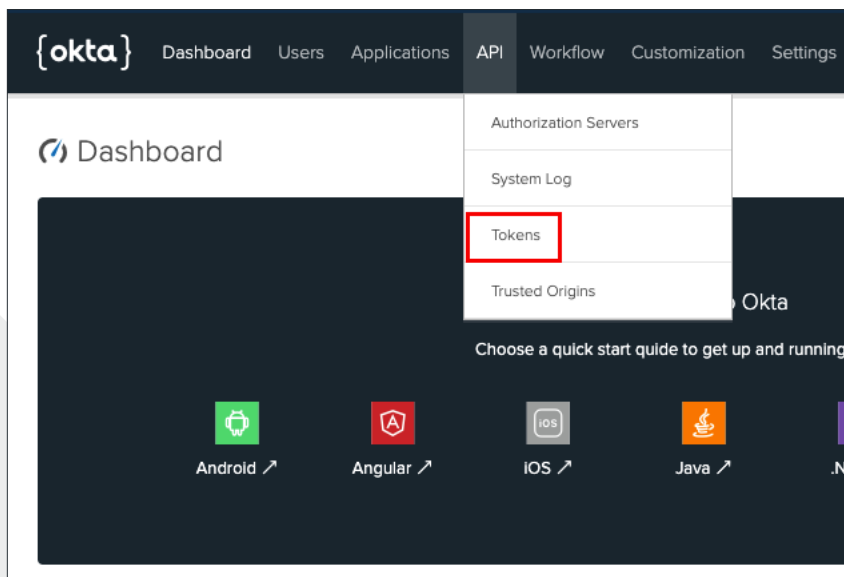 {okta} Dashboard Users Applications API Workflow Customization Settings
Authorization Servers
Dashboard
System Log
Tokens
Trusted Origins
Okta
Choose a quick start quide to get up and running
iOS
Android ↗ Angular ↗ iOS ↗ Java ↗ .N